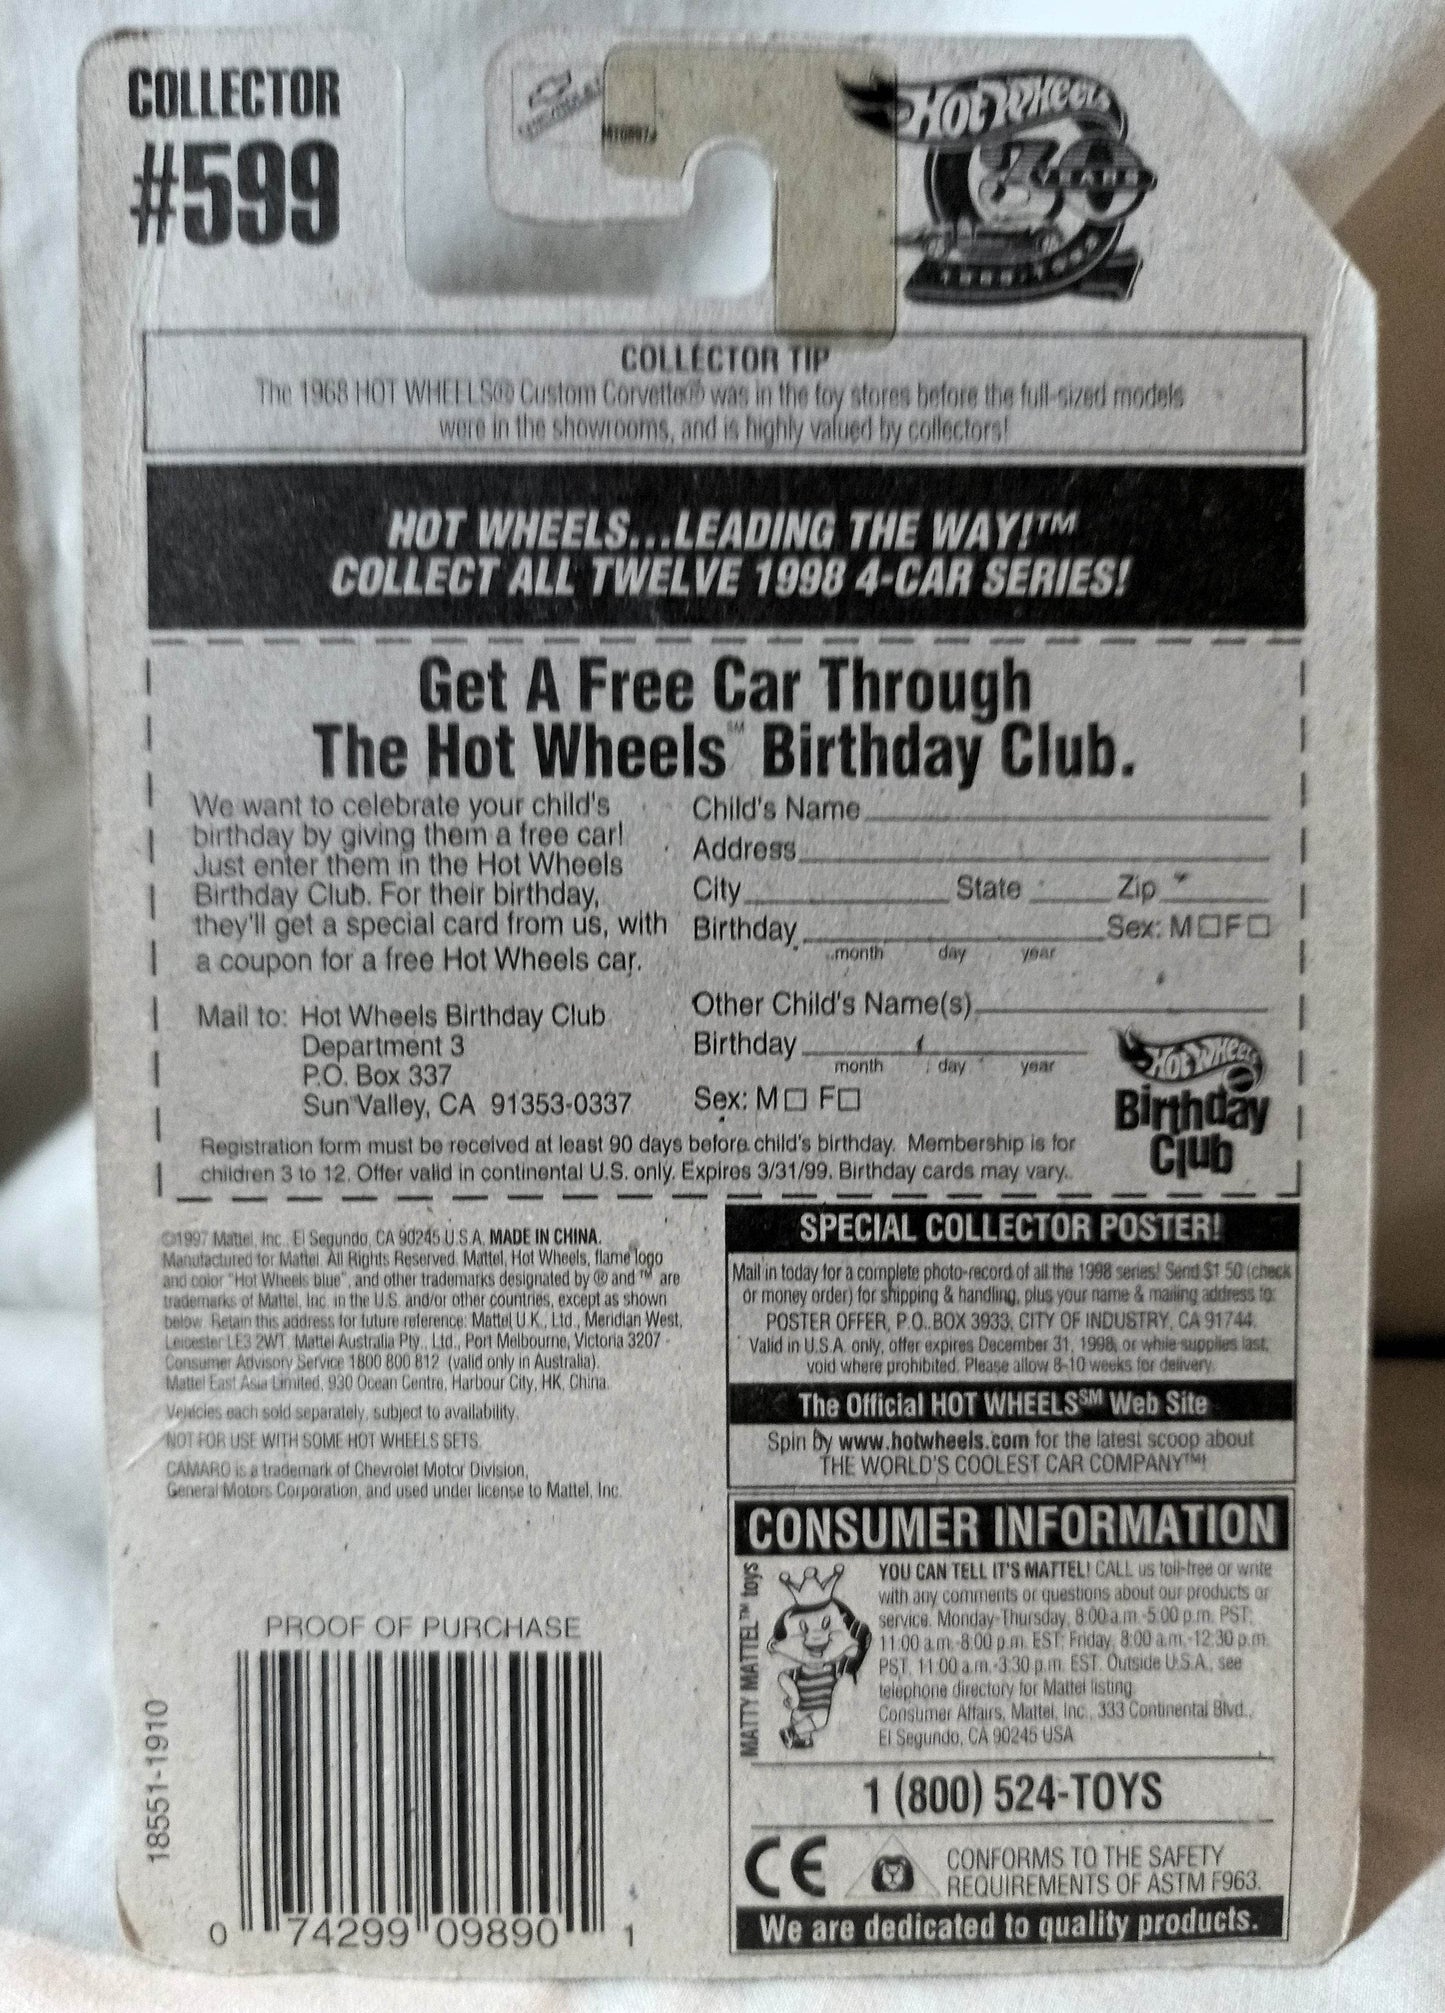 COLLECTOR
#599
HOT WHEELS
30
YEARS
COLLECTOR TIP
The 1968 HOT WHEELS® Custom Corvette® was in the toy stores before the full-sized models
were in the showrooms, and is highly valued by collectors!
HOT WHEELS...LEADING THE WAY!™
COLLECT ALL TWELVE 1998 4-CAR SERIES!
Get A Free Car Through
The Hot Wheels℠ Birthday Club.
We want to celebrate your child's
birthday by giving them a free car!
Just enter them in the Hot Wheels
Birthday Club. For their birthday,
they'll get a special card from us, with
a coupon for a free Hot Wheels car.
Mail to: Hot Wheels Birthday Club
Department 3
P.O. Box 337
Sun Valley, CA 91353-0337
Child's Name
Address
City State Zip
Birthday Sex: M□F□
month day year
Other Child's Name(s)
Birthday
month day year
Sex: M□ F□
HOT WHEELS
Birthday
Club
Registration form must be received at least 90 days before child's birthday. Membership is for
children 3 to 12. Offer valid in continental U.S. only. Expires 3/31/99. Birthday cards may vary.
©1997 Mattel, Inc. El Segundo, CA 90245 U.S.A. MADE IN CHINA.
Manufactured for Mattel. All Rights Reserved. Mattel, Hot Wheels, flame logo
and color "Hot Wheels blue", and other trademarks designated by ® and ™ are
trademarks of Mattel, Inc. in the U.S. and/or other countries, except as shown
below. Retain this address for future reference: Mattel U.K., Ltd., Meridian West,
Leicester LE3 2WT. Mattel Australia Pty., Ltd., Port Melbourne, Victoria 3207 -
Consumer Advisory Service 1800 800 812 (valid only in Australia).
Mattel East Asia Limited, 930 Ocean Centre, Harbour City, HK, China.
Vehicles each sold separately, subject to availability.
NOT FOR USE WITH SOME HOT WHEELS SETS.
CAMARO is a trademark of Chevrolet Motor Division,
General Motors Corporation, and used under license to Mattel, Inc.
PROOF OF PURCHASE
18551-1910
0 74299 09890 1
SPECIAL COLLECTOR POSTER!
Mail in today for a complete photo-record of all the 1998 series! Send $1.50 (check
or money order) for shipping & handling, plus your name & mailing address to:
POSTER OFFER, P.O. BOX 3933, CITY OF INDUSTRY, CA 91744.
Valid in U.S.A. only, offer expires December 31, 1998, or while supplies last,
void where prohibited. Please allow 8-10 weeks for delivery.
The Official HOT WHEELS℠ Web Site
Spin by www.hotwheels.com for the latest scoop about
THE WORLD'S COOLEST CAR COMPANY™!
CONSUMER INFORMATION
MATTY MATTEL™ toys
YOU CAN TELL IT'S MATTEL! CALL us toll-free or write
with any comments or questions about our products or
service. Monday-Thursday, 8:00 a.m.-5:00 p.m. PST;
11:00 a.m.-8:00 p.m. EST; Friday, 8:00 a.m.-12:30 p.m.
PST, 11:00 a.m.-3:30 p.m. EST. Outside U.S.A., see
telephone directory for Mattel listing.
Consumer Affairs, Mattel, Inc., 333 Continental Blvd.,
El Segundo, CA 90245 USA
1 (800) 524-TOYS
CE
CONFORMS TO THE SAFETY
REQUIREMENTS OF ASTM F963.
We are dedicated to quality products.